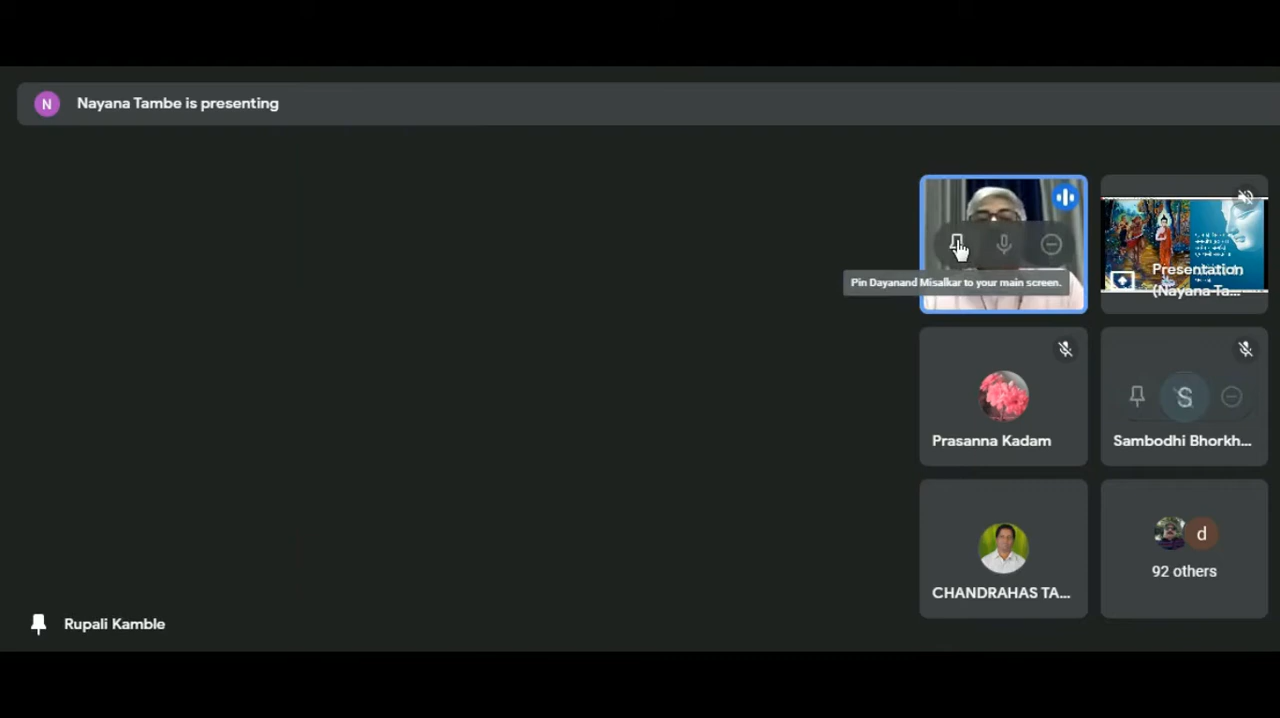 N
Nayana Tambe is presenting
Pin Dayanand Misalkar to your main screen.
Presentation
(Nayana Ta...
Prasanna Kadam
S
Sambodhi Bhorkh...
CHANDRAHAS TA...
d
92 others
Rupali Kamble